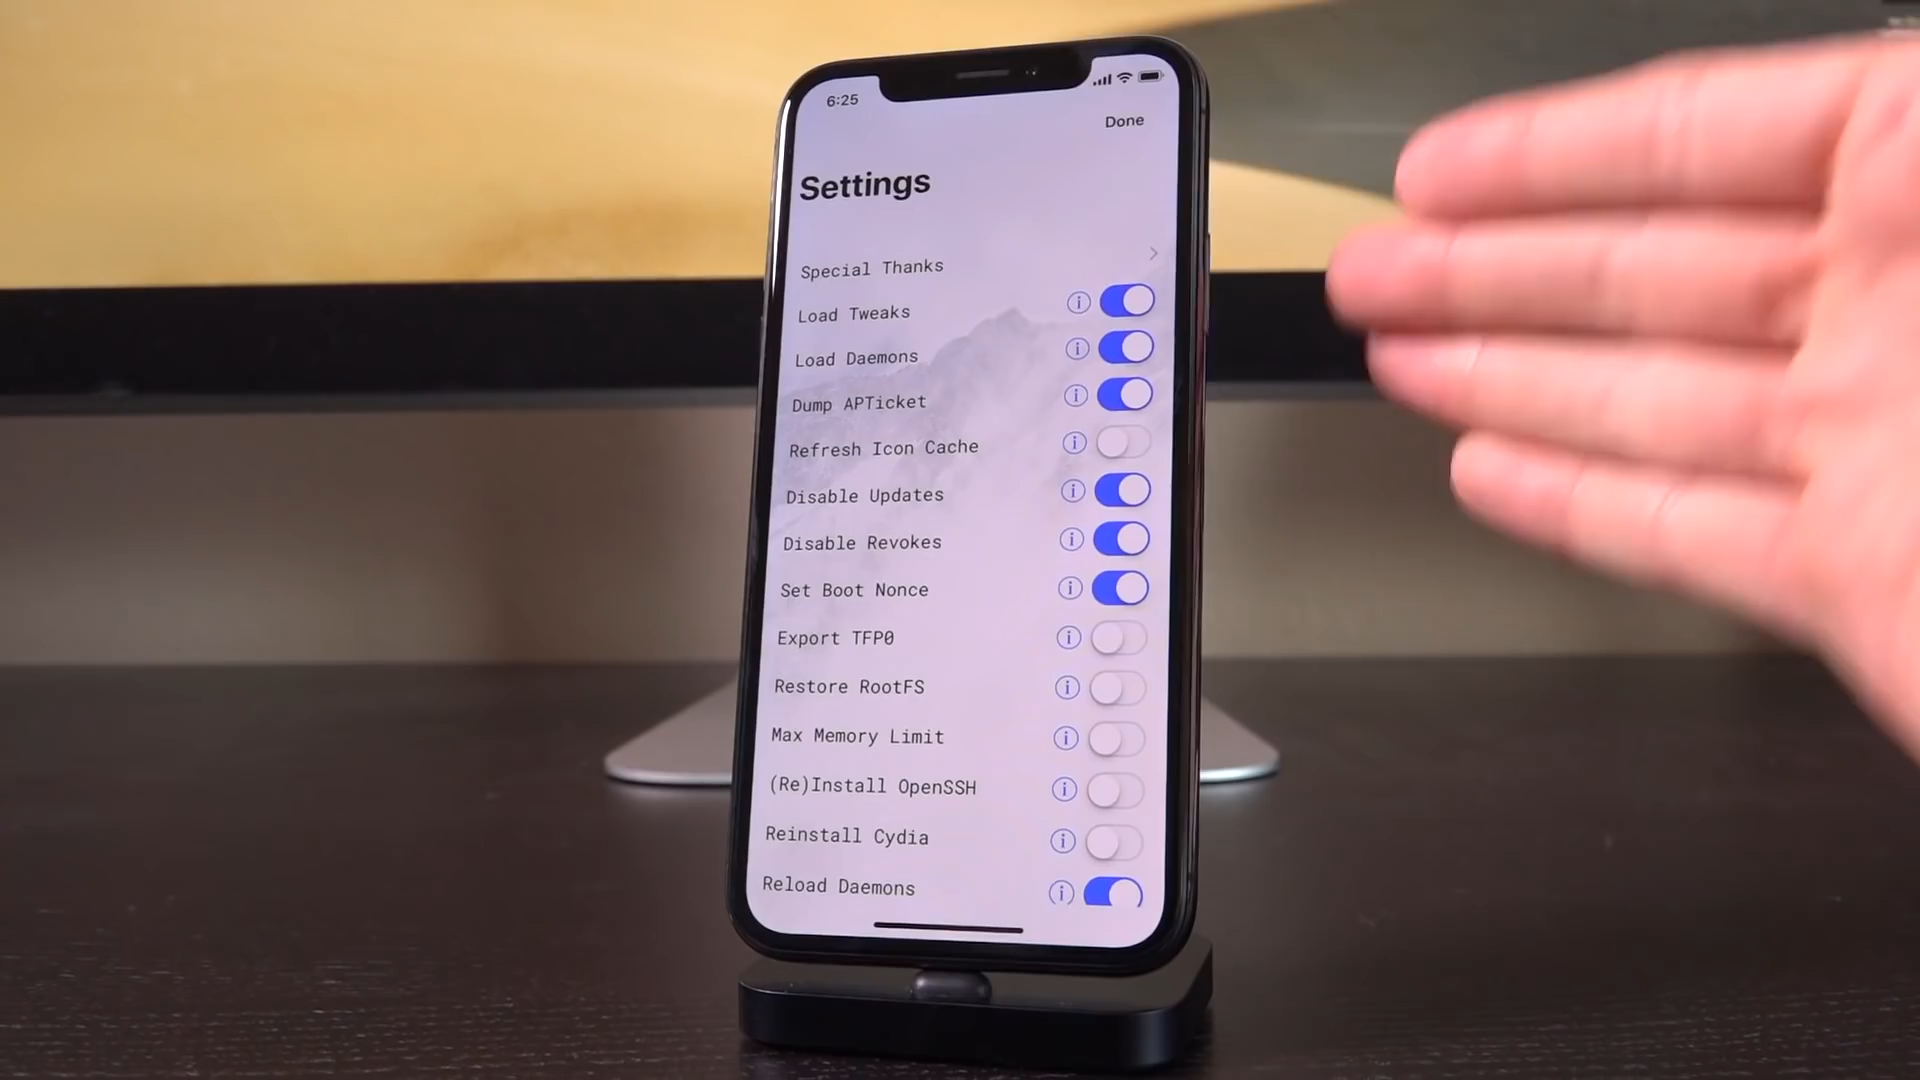 6:25
Done
Settings
Special Thanks
Load Tweaks
Load Daemons
Dump APTicket
Refresh Icon Cache
Disable Updates
Disable Revokes
Set Boot Nonce
Export TFP0
Restore RootFS
Max Memory Limit
(Re)Install OpenSSH
Reinstall Cydia
Reload Daemons